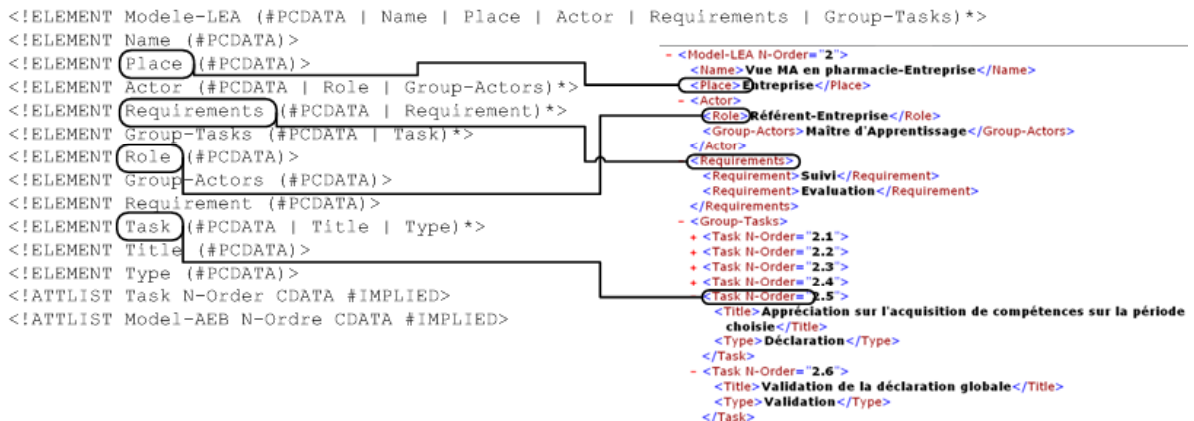 <!ELEMENT Modele-LEA (#PCDATA | Name | Place | Actor | Requirements | Group-Tasks)*>
<!ELEMENT Name (#PCDATA)>
<!ELEMENT Place (#PCDATA)>
<!ELEMENT Actor (#PCDATA | Role | Group-Actors)*>
<!ELEMENT Requirements (#PCDATA | Requirement)*>
<!ELEMENT Group-Tasks (#PCDATA | Task)*>
<!ELEMENT Role (#PCDATA)>
<!ELEMENT Group-Actors (#PCDATA)>
<!ELEMENT Requirement (#PCDATA)>
<!ELEMENT Task (#PCDATA | Title | Type)*>
<!ELEMENT Title (#PCDATA)>
<!ELEMENT Type (#PCDATA)>
<!ATTLIST Task N-Order CDATA #IMPLIED>
<!ATTLIST Model-AEB N-Ordre CDATA #IMPLIED>
- <Model-LEA N-Order="2">
<Name>Vue MA en pharmacie-Entreprise</Name>
<Place>Entreprise</Place>
- <Actor>
<Role>Référent-Entreprise</Role>
<Group-Actors>Maître d'Apprentissage</Group-Actors>
</Actor>
<Requirements>
<Requirement>Suivi</Requirement>
<Requirement>Evaluation</Requirement>
</Requirements>
- <Group-Tasks>
+ <Task N-Order="2.1">
+ <Task N-Order="2.2">
+ <Task N-Order="2.3">
+ <Task N-Order="2.4">
<Task N-Order="2.5">
<Title>Appréciation sur l'acquisition de compétences sur la période
choisie</Title>
<Type>Déclaration</Type>
</Task>
- <Task N-Order="2.6">
<Title>Validation de la déclaration globale</Title>
<Type>Validation</Type>
</Task>